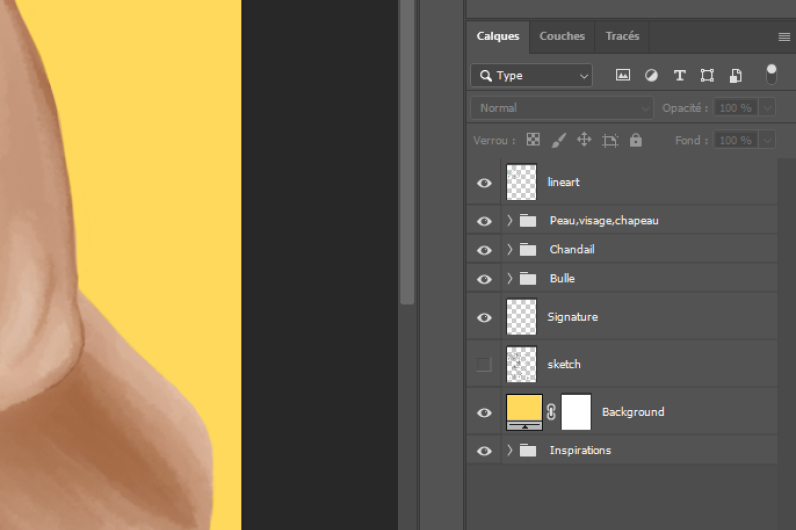 Calques Couches Tracés
Type
Normal Opacité : 100 %
Verrou : Fond : 100 %
lineart
Peau,visage,chapeau
Chandail
Bulle
Signature
sketch
Background
Inspirations